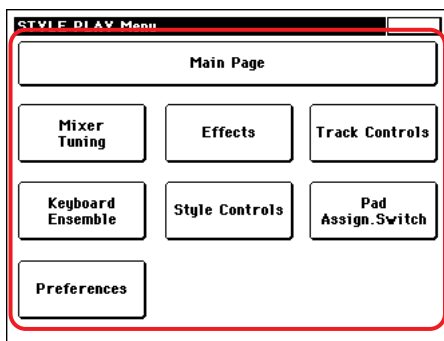 STYLE PLAY Menu
Main Page
Mixer
Tuning
Effects
Track Controls
Keyboard
Ensemble
Style Controls
Pad
Assign.Switch
Preferences